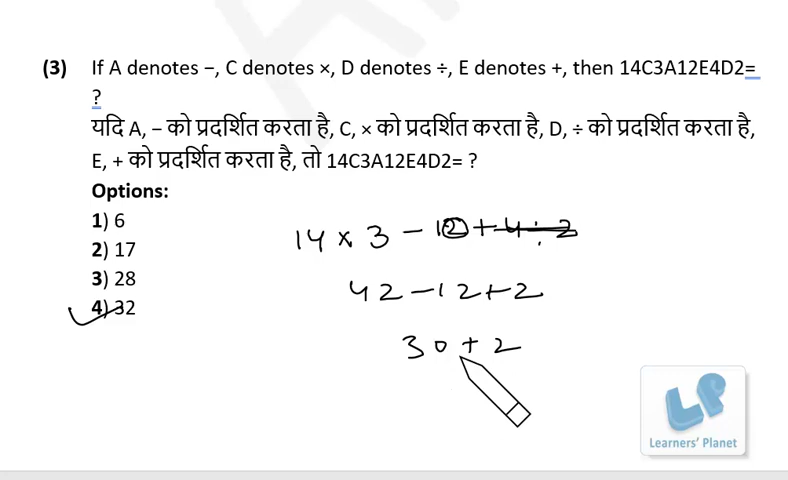 (3) If A denotes −, C denotes ×, D denotes ÷, E denotes +, then 14C3A12E4D2=
?
यदि A, − को प्रदर्शित करता है, C, × को प्रदर्शित करता है, D, ÷ को प्रदर्शित करता है,
E, + को प्रदर्शित करता है, तो 14C3A12E4D2= ?
Options:
1) 6
2) 17
3) 28
4) 32
14 × 3 − 12 + 4 ÷ 2
42 − 12 + 2
30 + 2
LP
Learners' Planet